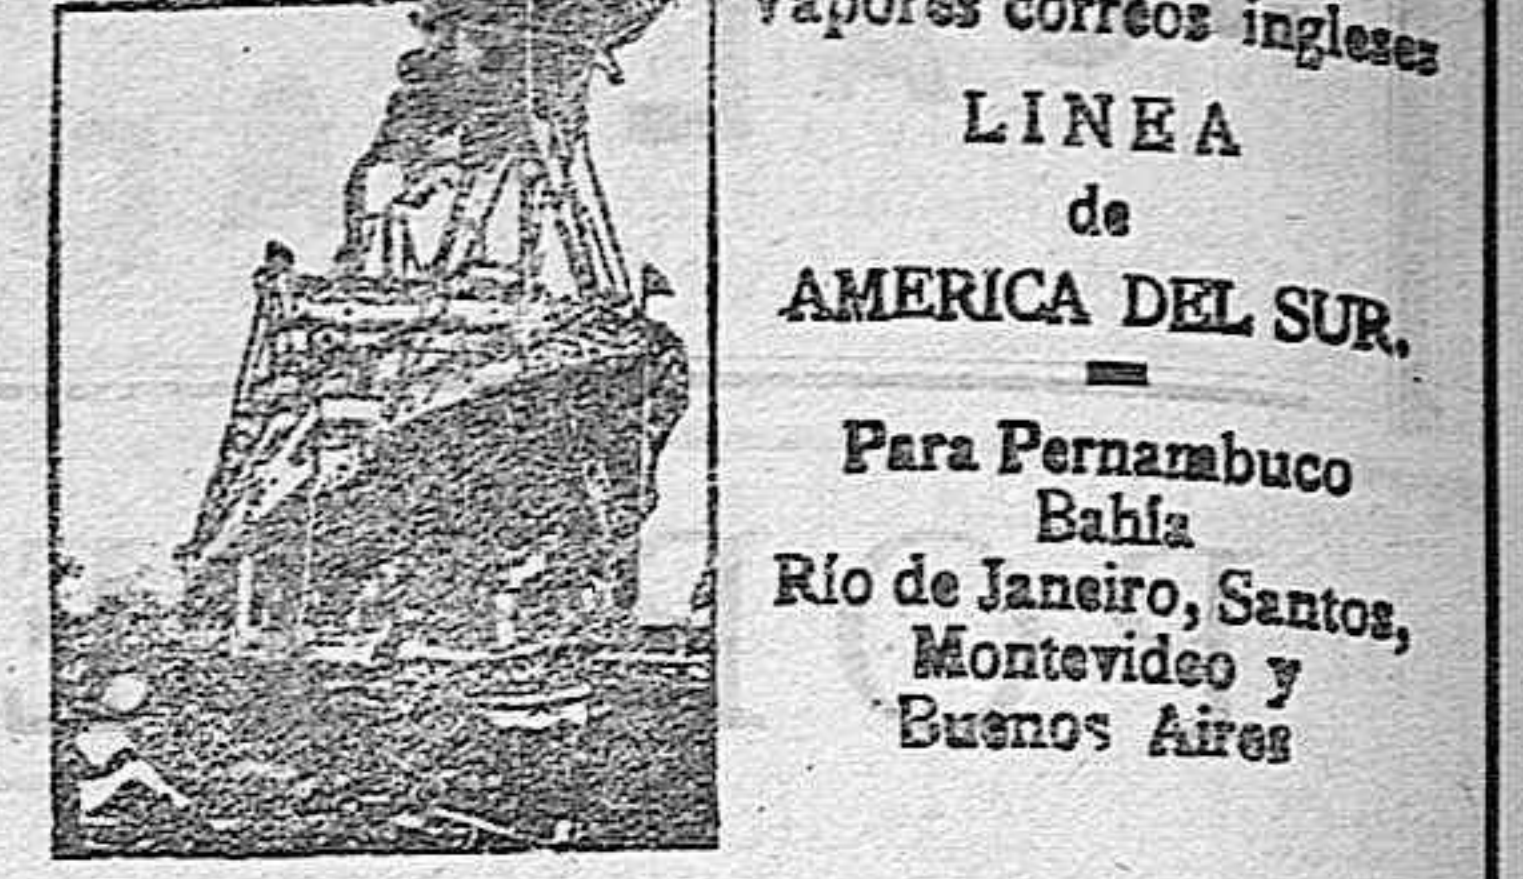 Vapores correos ingleses
LINEA
de
AMERICA DEL SUR.
Para Pernambuco
Bahía
Río de Janeiro, Santos,
Montevideo y
Buenos Aires